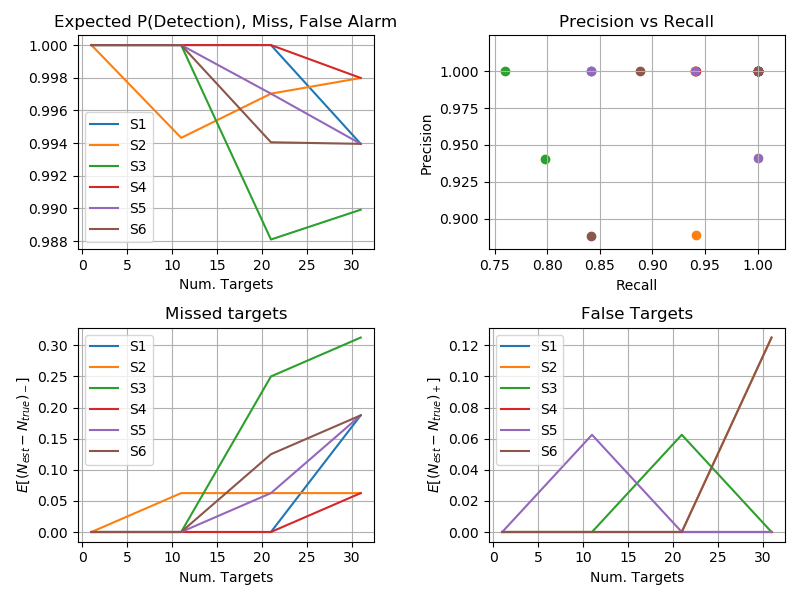 Expected P(Detection), Miss, False Alarm
1.000
0.998
0.996
0.994
0.992
0.990
0.988
S1
S2
S3
S4
S5
S6
0 5 10 15 20 25 30
Num. Targets
Precision vs Recall
Precision
1.000
0.975
0.950
0.925
0.900
0.75 0.80 0.85 0.90 0.95 1.00
Recall
Missed targets
E[(N_est − N_true)_−]
0.30
0.25
0.20
0.15
0.10
0.05
0.00
S1
S2
S3
S4
S5
S6
0 5 10 15 20 25 30
Num. Targets
False Targets
E[(N_est − N_true)_+]
0.12
0.10
0.08
0.06
0.04
0.02
0.00
S1
S2
S3
S4
S5
S6
0 5 10 15 20 25 30
Num. Targets